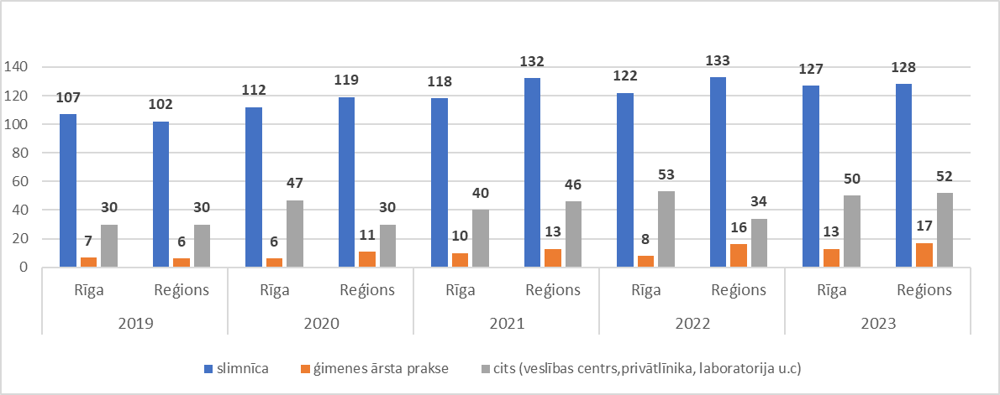 140
120
100
80
60
40
20
0
107 7 30
102 6 30
112 6 47
119 11 30
118 10 40
132 13 46
122 8 53
133 16 34
127 13 50
128 17 52
Rīga Reģions Rīga Reģions Rīga Reģions Rīga Reģions Rīga Reģions
2019 2020 2021 2022 2023
slimnīca ģimenes ārsta prakse cits (veslības centrs,privātlīnika, laboratorija u.c)